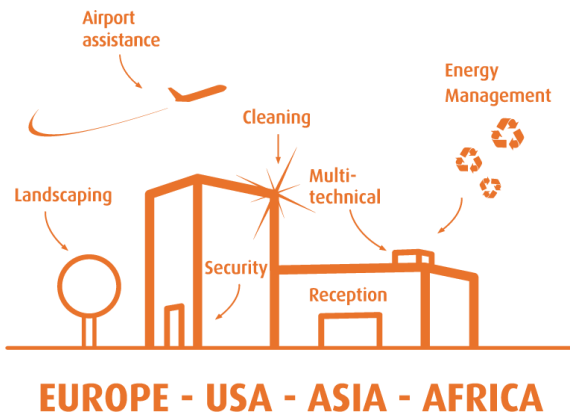 Airport
assistance
Energy
Management
Cleaning
Multi-
technical
Landscaping
Security
Reception
EUROPE - USA - ASIA - AFRICA